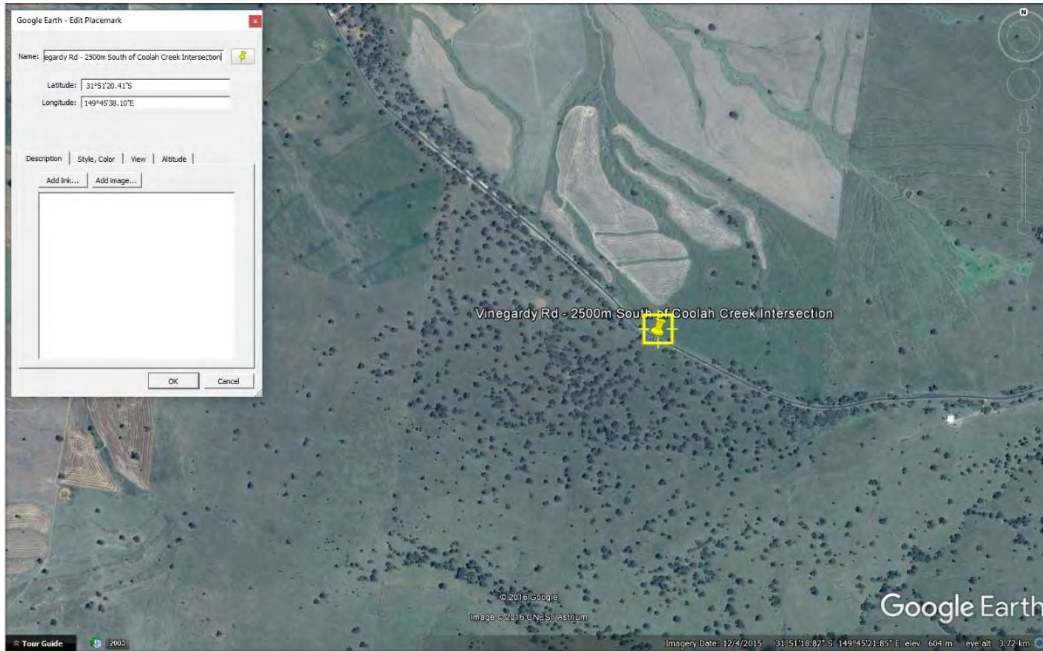 Google Earth - Edit Placemark
Name: egardy Rd - 2500m South of Coolah Creek Intersection
Latitude: 31°51'20.41"S
Longitude: 149°45'38.10"E
Description Style, Color View Altitude
Add link... Add image...
OK Cancel
N
Vinegardy Rd - 2500m South of Coolah Creek Intersection
© 2016 Google
Image © 2016 CNES / Astrium
Google Earth
Tour Guide 2003 Imagery Date: 12/4/2015 31°51'18.82" S 149°45'21.85" E elev 604 m eye alt 3.72 km